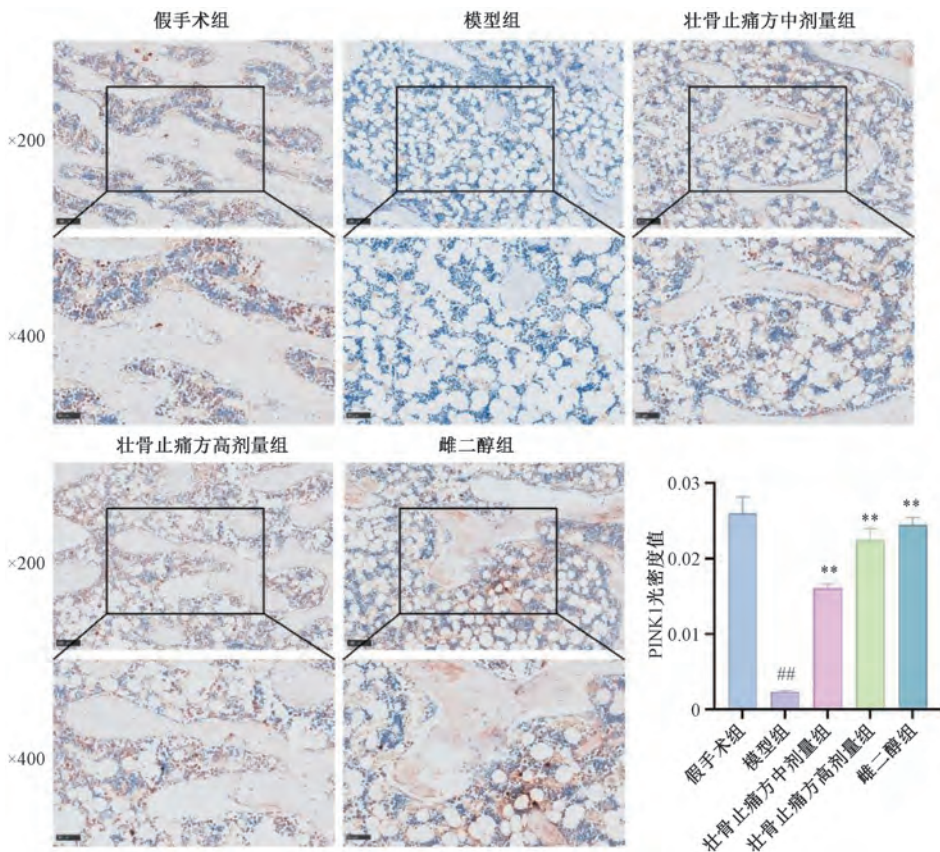 假手术组
模型组
壮骨止痛方中剂量组
×200
×400
壮骨止痛方高剂量组
雌二醇组
×200
×400
PINK1光密度值
0.03
0.02
0.01
0
##
**
**
**
假手术组
模型组
壮骨止痛方中剂量组
壮骨止痛方高剂量组
雌二醇组